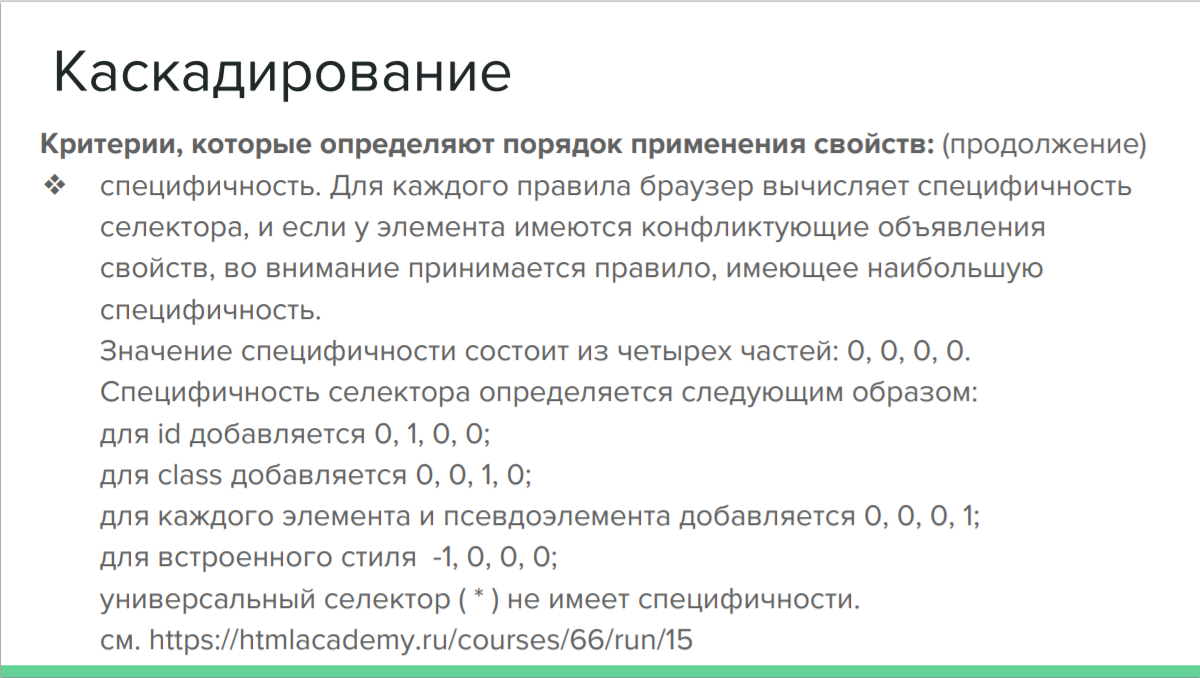 Каскадирование
Критерии, которые определяют порядок применения свойств: (продолжение)
❖ специфичность. Для каждого правила браузер вычисляет специфичность
селектора, и если у элемента имеются конфликтующие объявления
свойств, во внимание принимается правило, имеющее наибольшую
специфичность.
Значение специфичности состоит из четырех частей: 0, 0, 0, 0.
Специфичность селектора определяется следующим образом:
для id добавляется 0, 1, 0, 0;
для class добавляется 0, 0, 1, 0;
для каждого элемента и псевдоэлемента добавляется 0, 0, 0, 1;
для встроенного стиля -1, 0, 0, 0;
универсальный селектор ( * ) не имеет специфичности.
см. https://htmlacademy.ru/courses/66/run/15